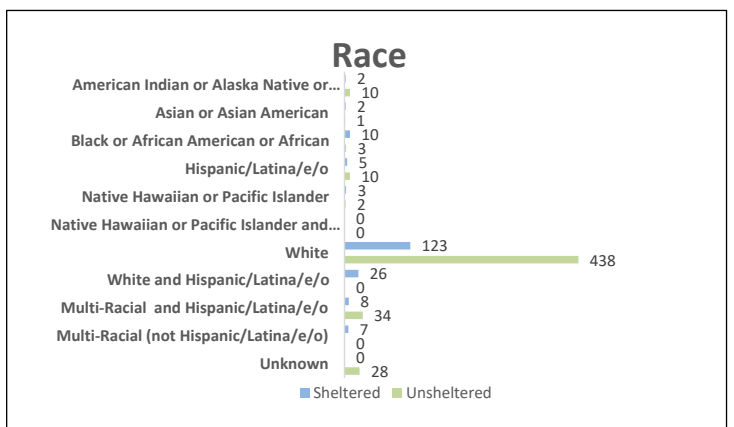 Race
American Indian or Alaska Native or…
2
10
Asian or Asian American
2
1
Black or African American or African
10
3
Hispanic/Latina/e/o
5
10
Native Hawaiian or Pacific Islander
3
2
Native Hawaiian or Pacific Islander and…
0
0
White
123
438
White and Hispanic/Latina/e/o
26
0
Multi-Racial and Hispanic/Latina/e/o
8
34
Multi-Racial (not Hispanic/Latina/e/o)
7
0
Unknown
0
28
Sheltered Unsheltered